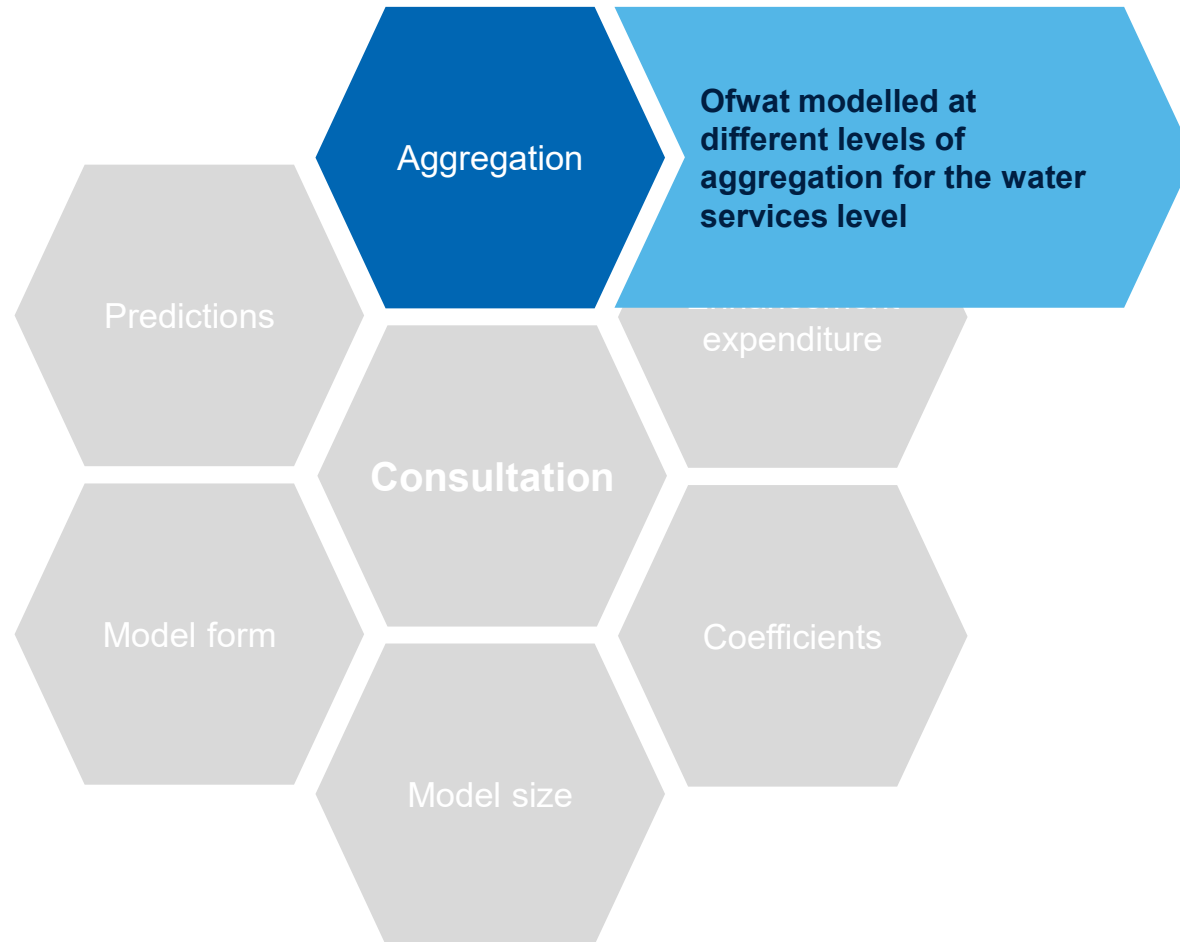 Aggregation
Ofwat modelled at
different levels of
aggregation for the water
services level
Predictions
expenditure
Consultation
Model form
Coefficients
Model size